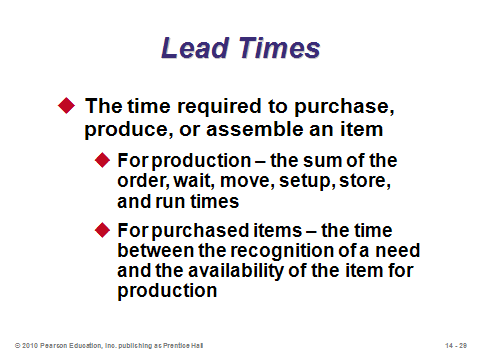 Lead Times
The time required to purchase,
produce, or assemble an item
For production – the sum of the
order, wait, move, setup, store,
and run times
For purchased items – the time
between the recognition of a need
and the availability of the item for
production
© 2010 Pearson Education, Inc. publishing as Prentice Hall
14 - 29